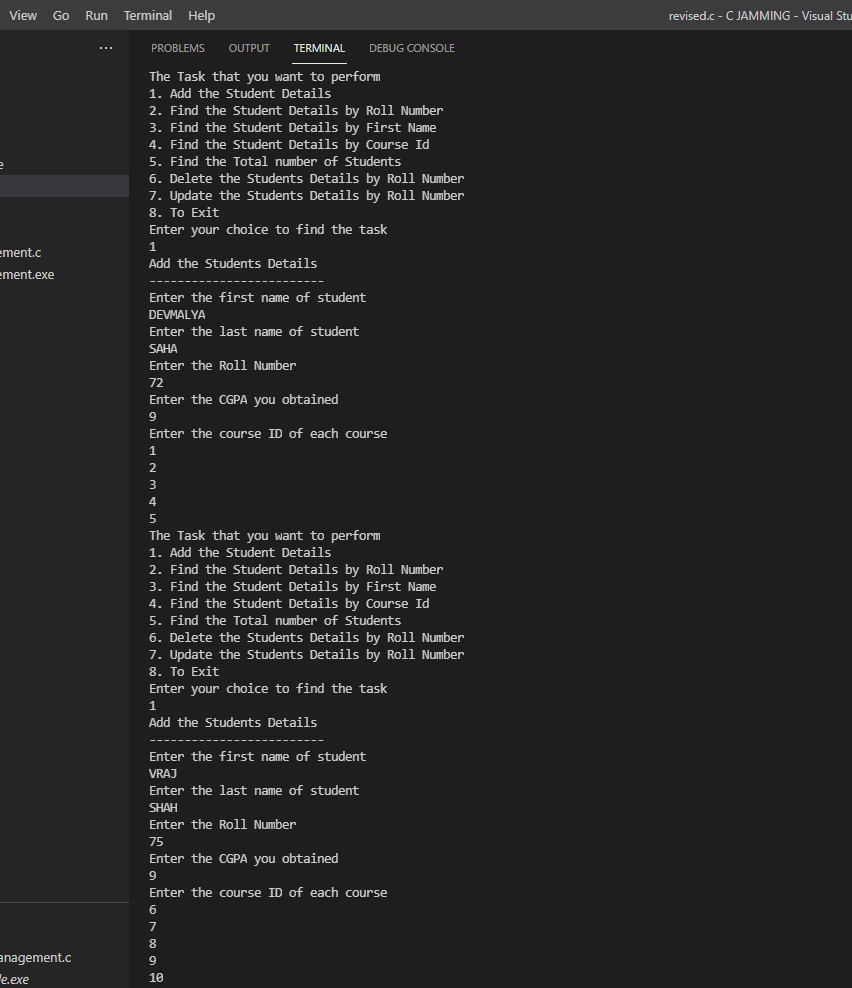 View Go Run Terminal Help revised.c - C JAMMING - Visual Stu
... PROBLEMS OUTPUT TERMINAL DEBUG CONSOLE
The Task that you want to perform
1. Add the Student Details
2. Find the Student Details by Roll Number
3. Find the Student Details by First Name
4. Find the Student Details by Course Id
5. Find the Total number of Students
6. Delete the Students Details by Roll Number
7. Update the Students Details by Roll Number
8. To Exit
Enter your choice to find the task
1
Add the Students Details
-------------------------
Enter the first name of student
DEVMALYA
Enter the last name of student
SAHA
Enter the Roll Number
72
Enter the CGPA you obtained
9
Enter the course ID of each course
1
2
3
4
5
The Task that you want to perform
1. Add the Student Details
2. Find the Student Details by Roll Number
3. Find the Student Details by First Name
4. Find the Student Details by Course Id
5. Find the Total number of Students
6. Delete the Students Details by Roll Number
7. Update the Students Details by Roll Number
8. To Exit
Enter your choice to find the task
1
Add the Students Details
-------------------------
Enter the first name of student
VRAJ
Enter the last name of student
SHAH
Enter the Roll Number
75
Enter the CGPA you obtained
9
Enter the course ID of each course
6
7
8
9
10
e
ement.c
ement.exe
anagement.c
le.exe